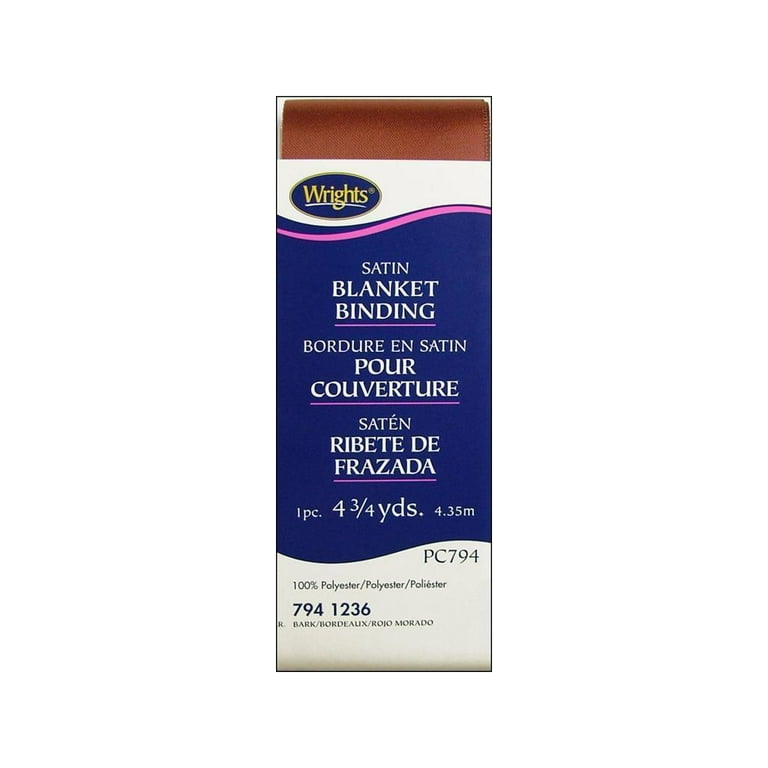 Wrights®
SATIN
BLANKET
BINDING
BORDURE EN SATIN
POUR
COUVERTURE
SATÉN
RIBETE DE
FRAZADA
1pc. 4 3/4 yds. 4.35m
PC794
100% Polyester/Polyester/Poliéster
794 1236
R. BARK/BORDEAUX/ROJO MORADO